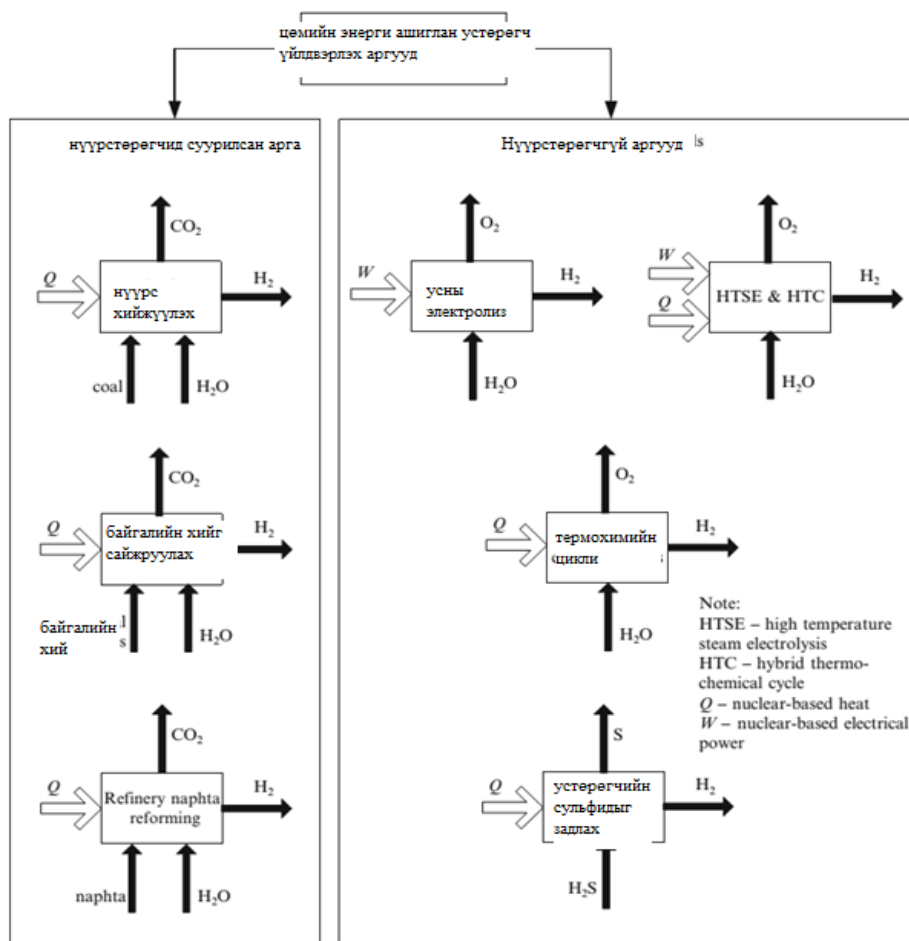 цөмийн энерги ашиглан устөрөгч
үйлдвэрлэх аргууд
нүүрстөрөгчид суурилсан арга
CO₂
Q
нүүрс
хийжүүлэх
H₂
coal
H₂O
CO₂
Q
байгалийн хийг
сайжруулах
H₂
байгалийн
хий
s
H₂O
CO₂
Q
Refinery naphta
reforming
H₂
naphta
H₂O
Нүүрстөрөгчгүй аргууд s
O₂
W
усны
электролиз
H₂
H₂O
O₂
W
Q
HTSE & HTC
H₂
H₂O
O₂
Q
термохимийн
цикли
H₂
H₂O
Note:
HTSE – high temperature
steam electrolysis
HTC – hybrid thermo-
chemical cycle
Q – nuclear-based heat
W – nuclear-based electrical
power
S
Q
устөрөгчийн
сульфидыг
задлах
H₂
H₂S